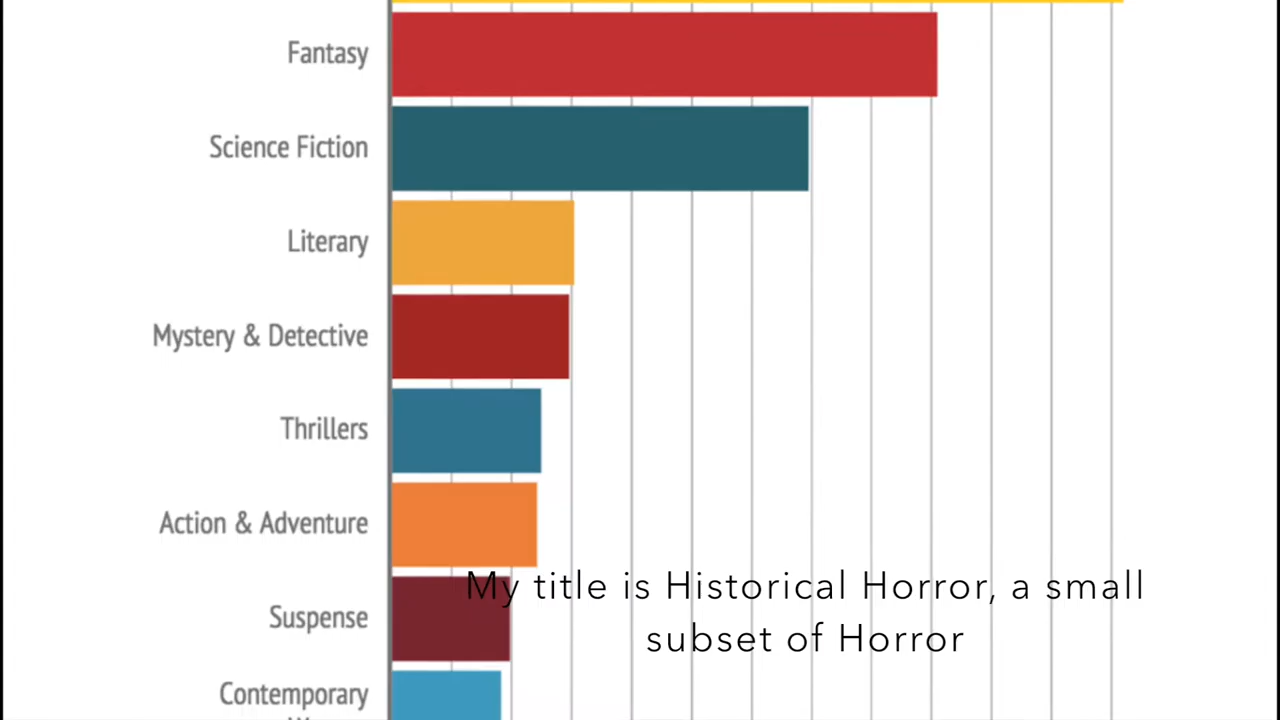 Fantasy
Science Fiction
Literary
Mystery & Detective
Thrillers
Action & Adventure
My title is Historical Horror, a small
Suspense
subset of Horror
Contemporary